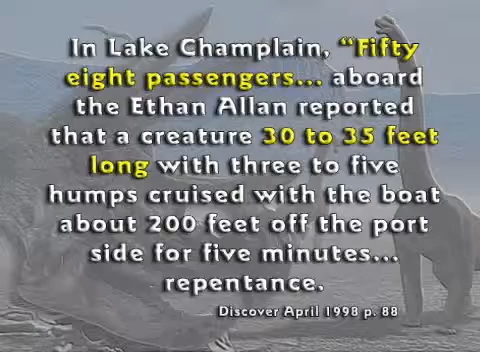 In Lake Champlain, “Fifty
eight passengers... aboard
the Ethan Allan reported
that a creature 30 to 35 feet
long with three to five
humps cruised with the boat
about 200 feet off the port
side for five minutes...
repentance.
Discover April 1998 p. 88